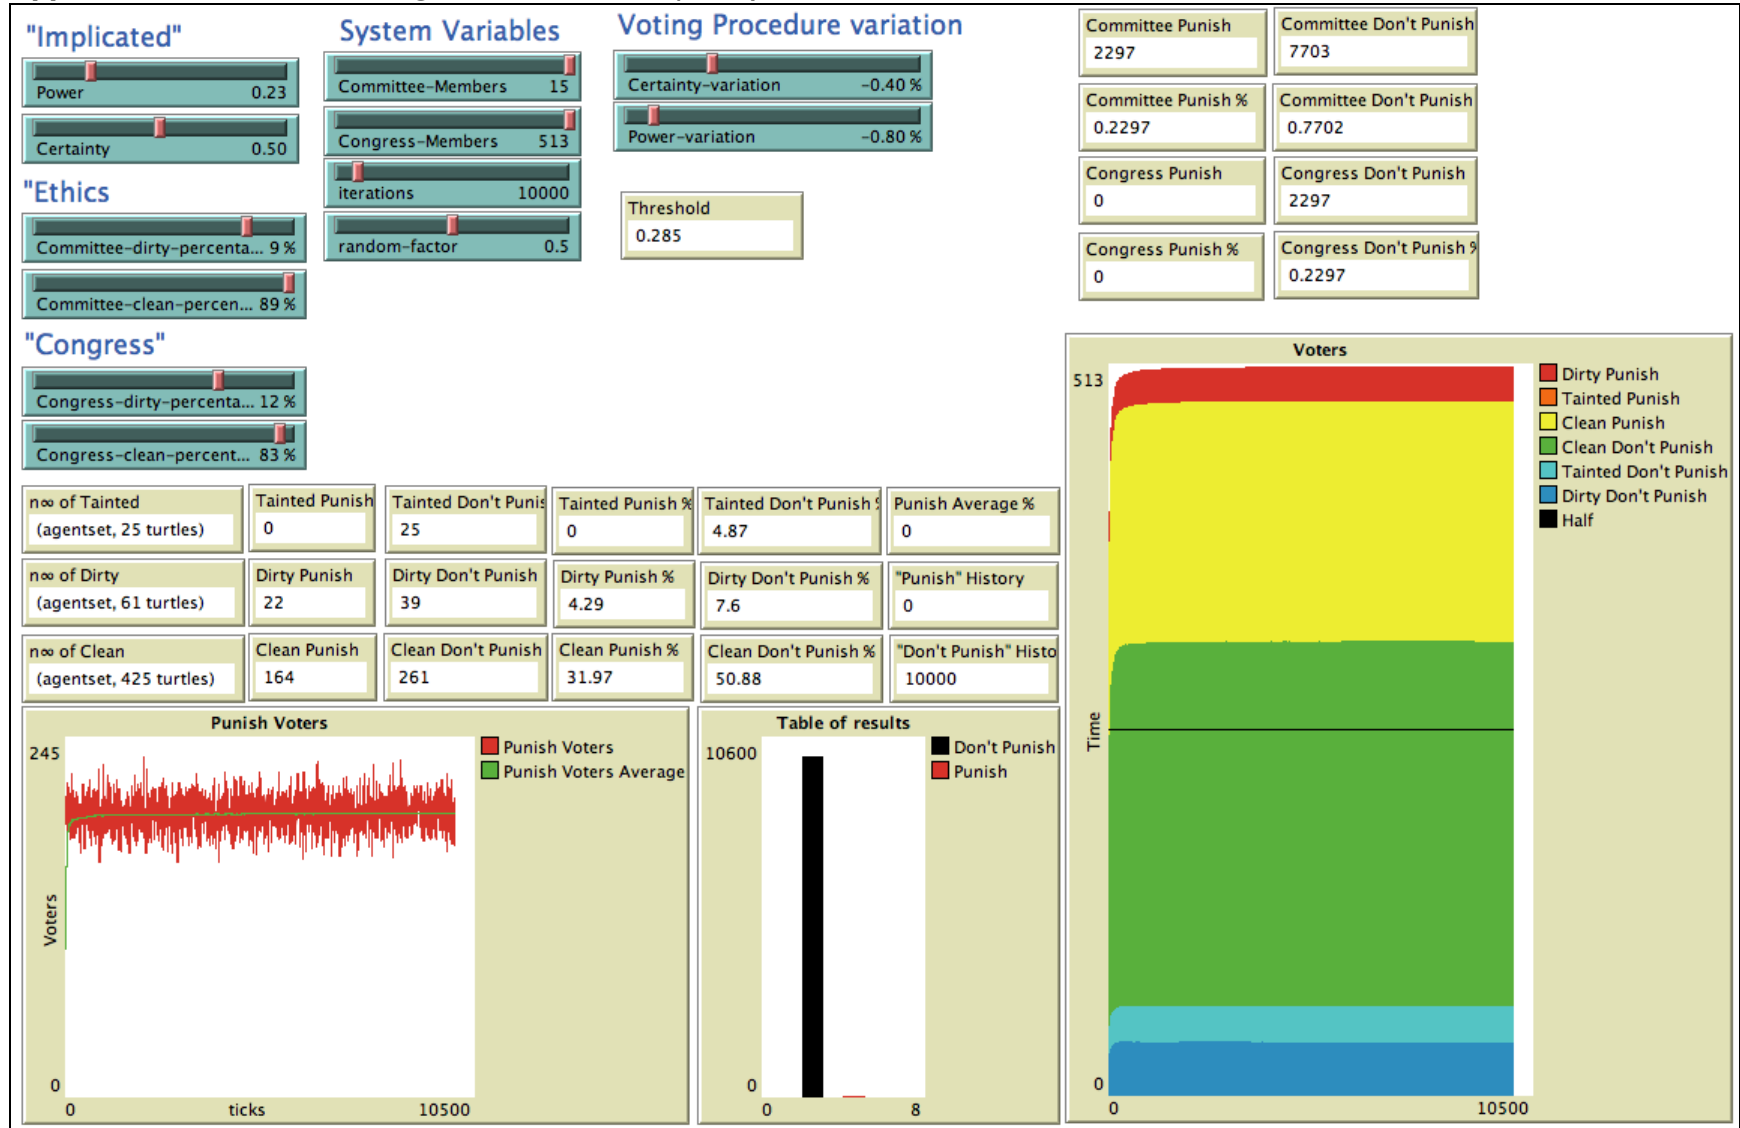 "Implicated"
Power 0.23
Certainty 0.50
"Ethics
Committee-dirty-percenta... 9 %
Committee-clean-percen... 89 %
"Congress"
Congress-dirty-percenta... 12 %
Congress-clean-percent... 83 %
System Variables
Committee-Members 15
Congress-Members 513
iterations 10000
random-factor 0.5
Voting Procedure variation
Certainty-variation -0.40 %
Power-variation -0.80 %
Threshold
0.285
Committee Punish
2297
Committee Don't Punish
7703
Committee Punish %
0.2297
Committee Don't Punish
0.7702
Congress Punish
0
Congress Don't Punish
2297
Congress Punish %
0
Congress Don't Punish %
0.2297
n∞ of Tainted
(agentset, 25 turtles)
Tainted Punish
0
Tainted Don't Punis
25
Tainted Punish %
0
Tainted Don't Punish %
4.87
Punish Average %
0
n∞ of Dirty
(agentset, 61 turtles)
Dirty Punish
22
Dirty Don't Punish
39
Dirty Punish %
4.29
Dirty Don't Punish %
7.6
"Punish" History
0
n∞ of Clean
(agentset, 425 turtles)
Clean Punish
164
Clean Don't Punish
261
Clean Punish %
31.97
Clean Don't Punish %
50.88
"Don't Punish" Histo
10000
Punish Voters
245
Voters
0
0 ticks 10500
Punish Voters
Punish Voters Average
Table of results
10600
0
0 8
Don't Punish
Punish
Voters
513
Time
0
0 10500
Dirty Punish
Tainted Punish
Clean Punish
Clean Don't Punish
Tainted Don't Punish
Dirty Don't Punish
Half